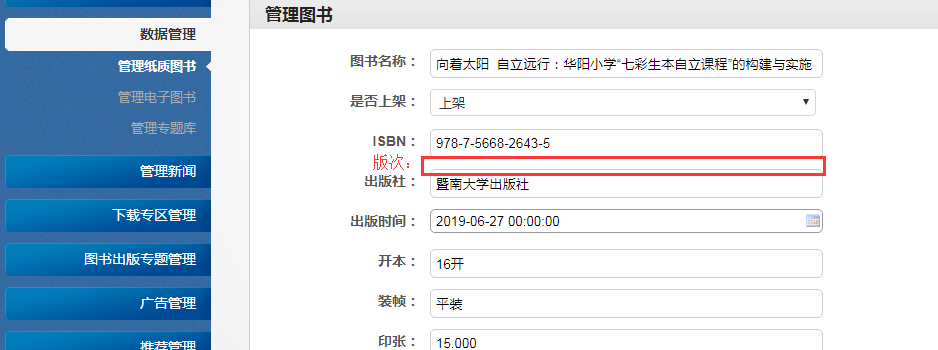 管理图书
数据管理
管理纸质图书
管理电子图书
管理专题库
管理新闻
下载专区管理
图书出版专题管理
广告管理
推荐管理
图书名称： 向着太阳 自立远行：华阳小学“七彩生本自立课程”的构建与实施
是否上架： 上架
ISBN： 978-7-5668-2643-5
版次：
出版社： 暨南大学出版社
出版时间： 2019-06-27 00:00:00
开本： 16开
装帧： 平装
印张： 15.000